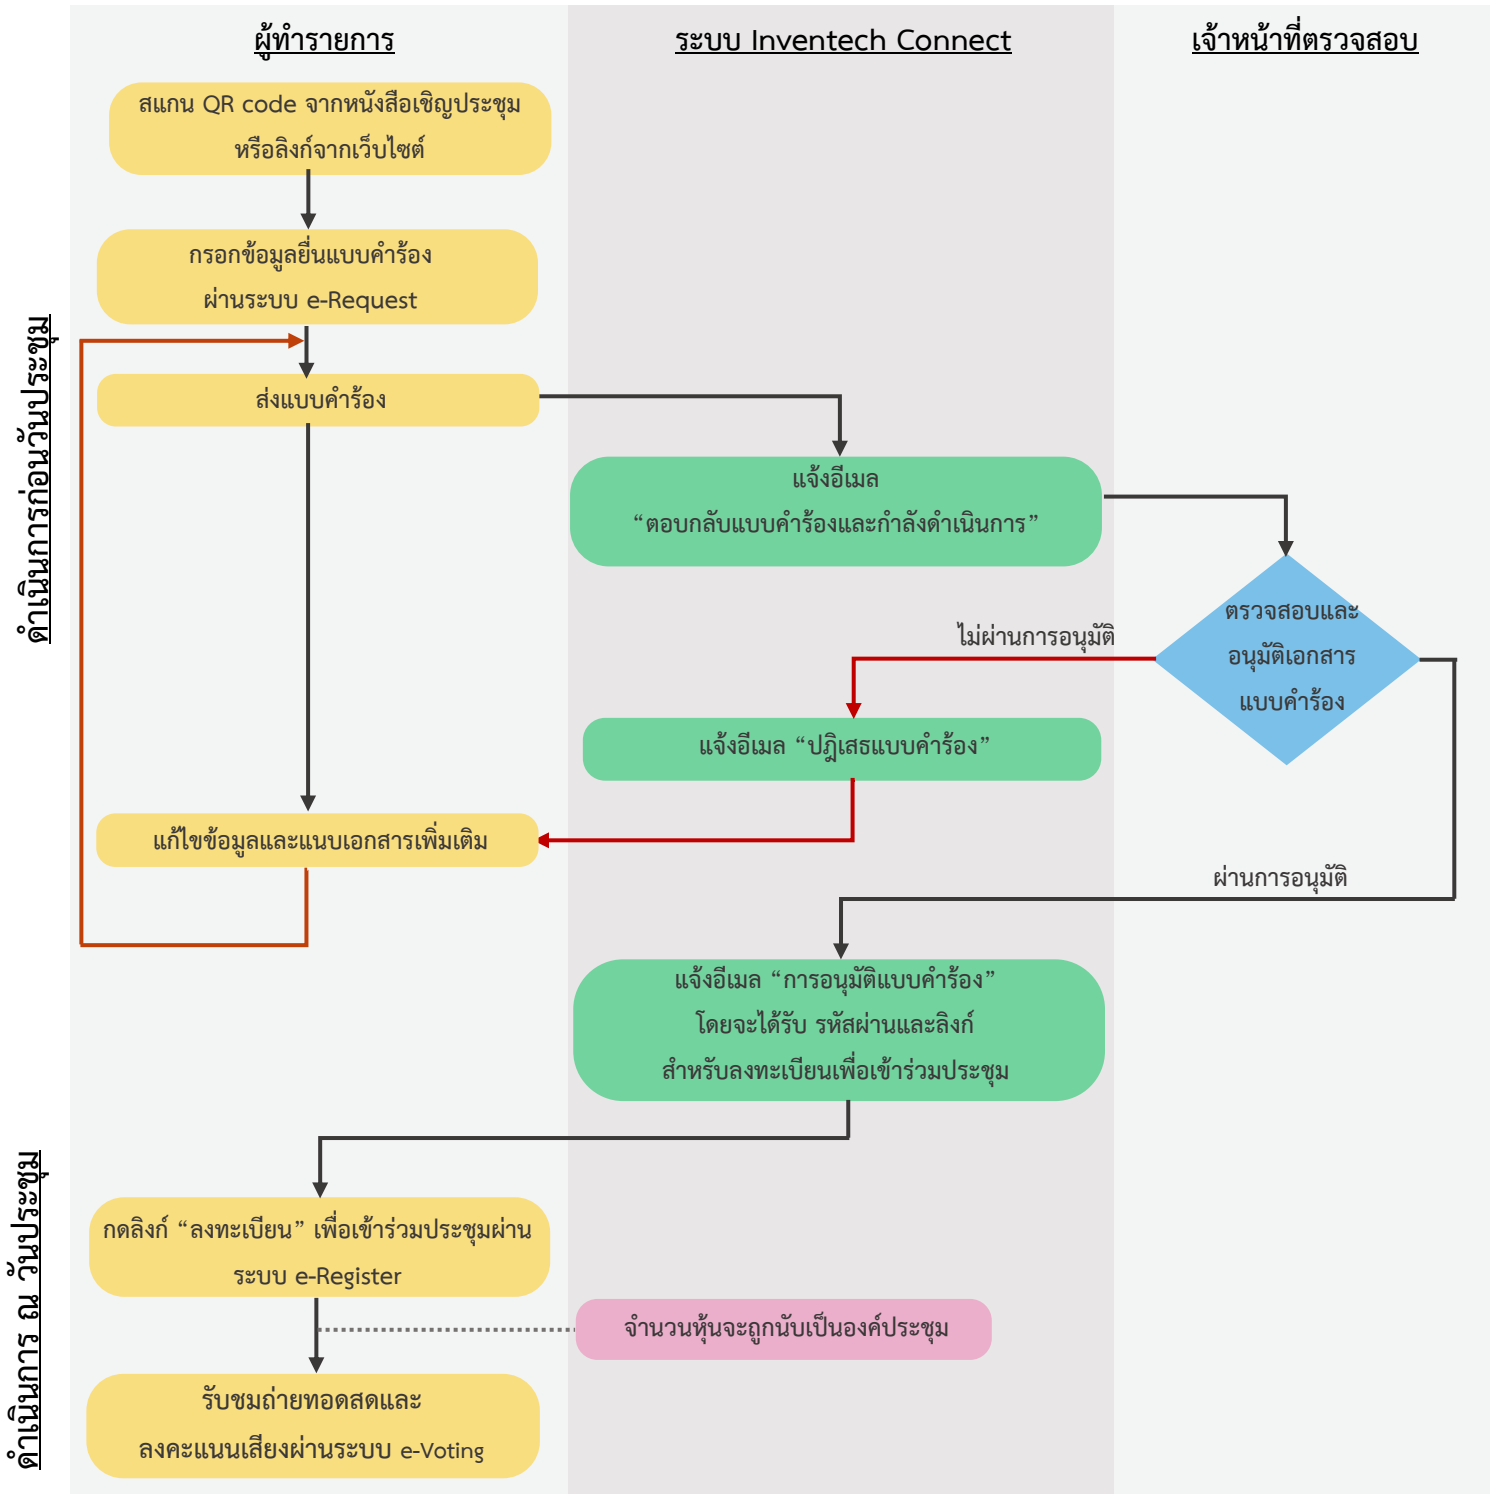 ผู้ทำรายการ
ระบบ Inventech Connect
เจ้าหน้าที่ตรวจสอบ
ดำเนินการก่อนวันประชุม
สแกน QR code จากหนังสือเชิญประชุม
หรือลิงก์จากเว็บไซต์
กรอกข้อมูลยื่นแบบคำร้อง
ผ่านระบบ e-Request
ส่งแบบคำร้อง
แจ้งอีเมล
“ตอบกลับแบบคำร้องและกำลังดำเนินการ”
ตรวจสอบและ
อนุมัติเอกสาร
แบบคำร้อง
ไม่ผ่านการอนุมัติ
แจ้งอีเมล “ปฎิเสธแบบคำร้อง”
แก้ไขข้อมูลและแนบเอกสารเพิ่มเติม
ผ่านการอนุมัติ
แจ้งอีเมล “การอนุมัติแบบคำร้อง”
โดยจะได้รับ รหัสผ่านและลิงก์
สำหรับลงทะเบียนเพื่อเข้าร่วมประชุม
ดำเนินการ ณ วันประชุม
กดลิงก์ “ลงทะเบียน” เพื่อเข้าร่วมประชุมผ่าน
ระบบ e-Register
จำนวนหุ้นจะถูกนับเป็นองค์ประชุม
รับชมถ่ายทอดสดและ
ลงคะแนนเสียงผ่านระบบ e-Voting